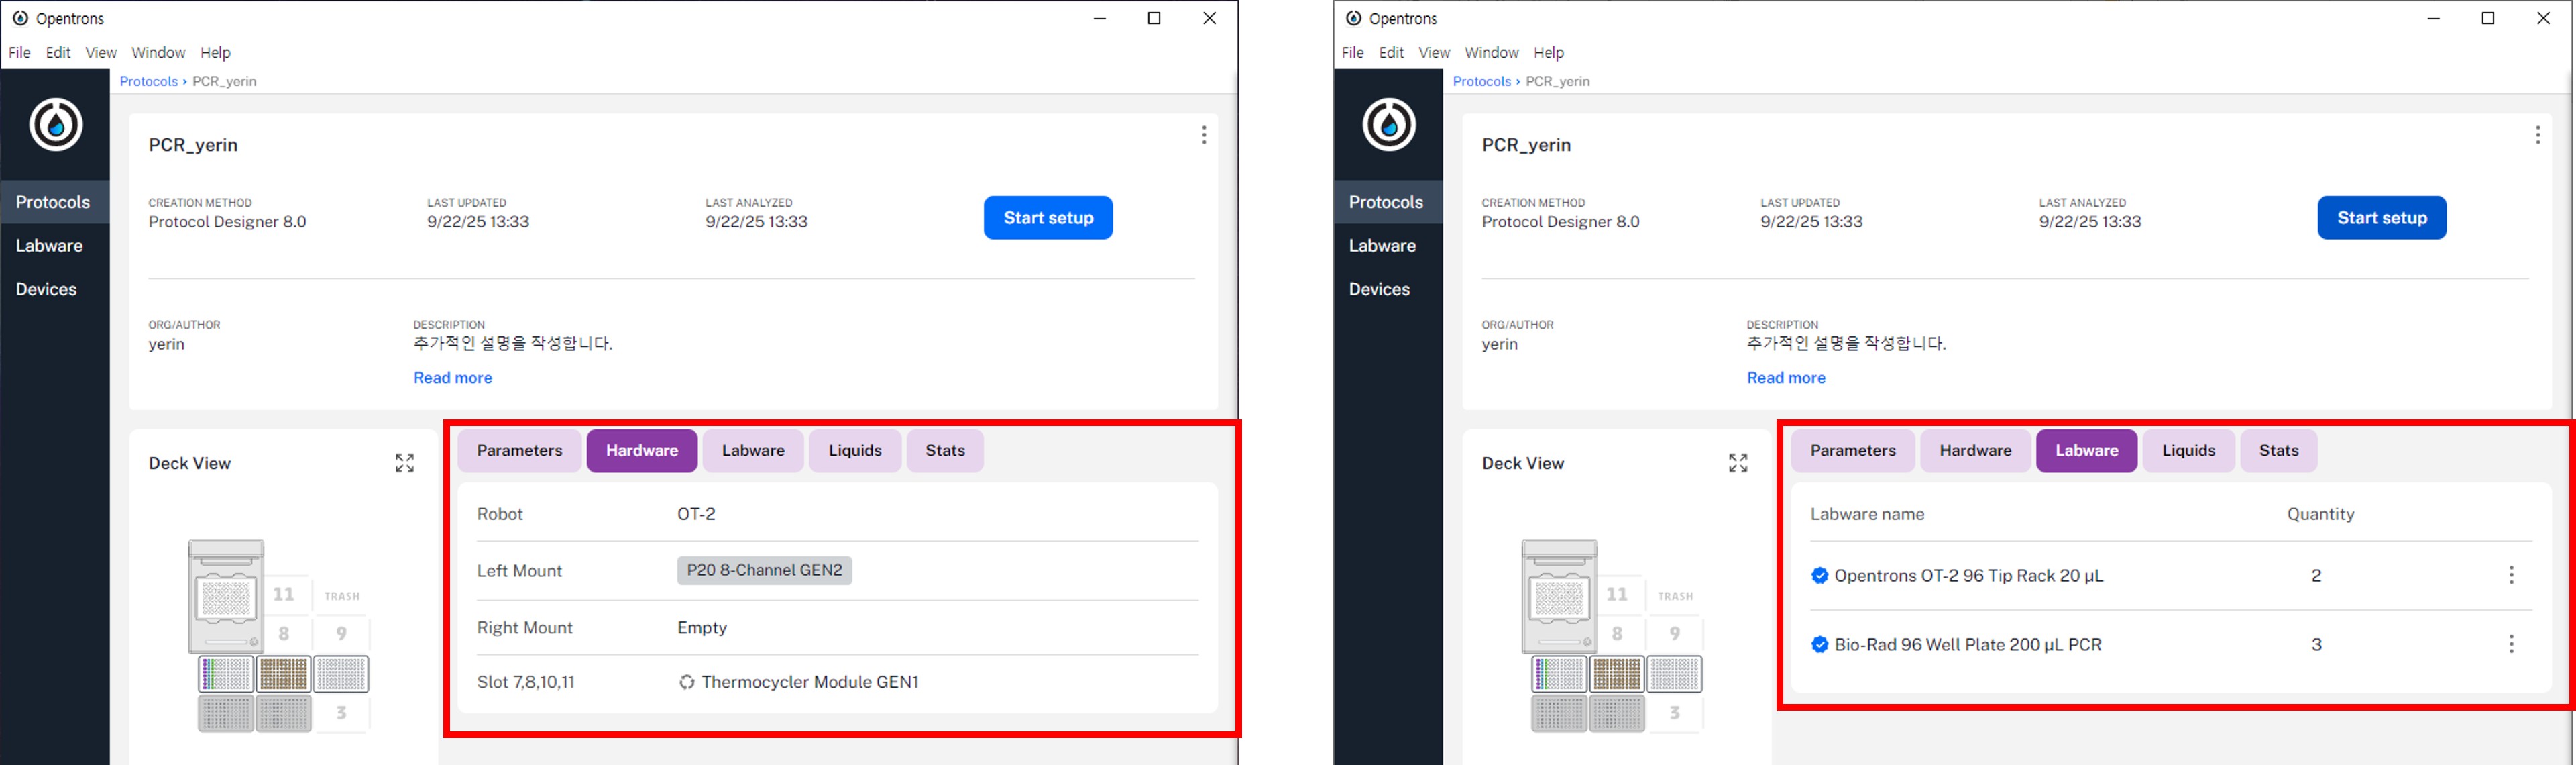 Opentrons
File Edit View Window Help
Protocols › PCR_yerin
PCR_yerin
CREATION METHOD LAST UPDATED LAST ANALYZED
Protocol Designer 8.0 9/22/25 13:33 9/22/25 13:33 Start setup
Protocols
Labware
Devices
ORG/AUTHOR DESCRIPTION
yerin 추가적인 설명을 작성합니다.
Read more
Deck View
11 TRASH
8 9
3
Parameters Hardware Labware Liquids Stats
Robot OT-2
Left Mount P20 8-Channel GEN2
Right Mount Empty
Slot 7,8,10,11 Thermocycler Module GEN1
Opentrons
File Edit View Window Help
Protocols › PCR_yerin
PCR_yerin
CREATION METHOD LAST UPDATED LAST ANALYZED
Protocol Designer 8.0 9/22/25 13:33 9/22/25 13:33 Start setup
Protocols
Labware
Devices
ORG/AUTHOR DESCRIPTION
yerin 추가적인 설명을 작성합니다.
Read more
Deck View
11 TRASH
8 9
3
Parameters Hardware Labware Liquids Stats
Labware name Quantity
Opentrons OT-2 96 Tip Rack 20 µL 2
Bio-Rad 96 Well Plate 200 µL PCR 3